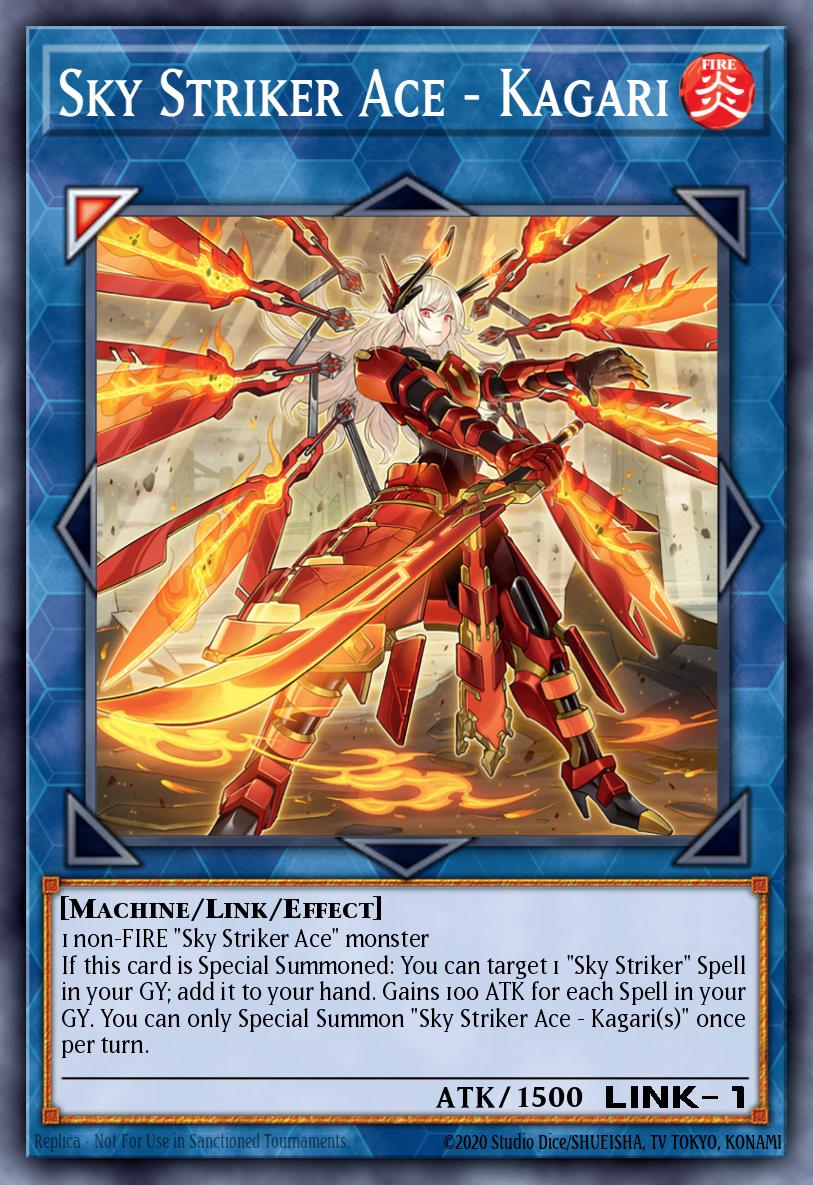 Sky Striker Ace - Kagari
FIRE
炎
[Machine/Link/Effect]
1 non-FIRE "Sky Striker Ace" monster
If this card is Special Summoned: You can target 1 "Sky Striker" Spell
in your GY; add it to your hand. Gains 100 ATK for each Spell in your
GY. You can only Special Summon "Sky Striker Ace - Kagari(s)" once
per turn.
ATK/1500 LINK-1
Replica - Not For Use in Sanctioned Tournaments.
©2020 Studio Dice/SHUEISHA, TV TOKYO, KONAMI